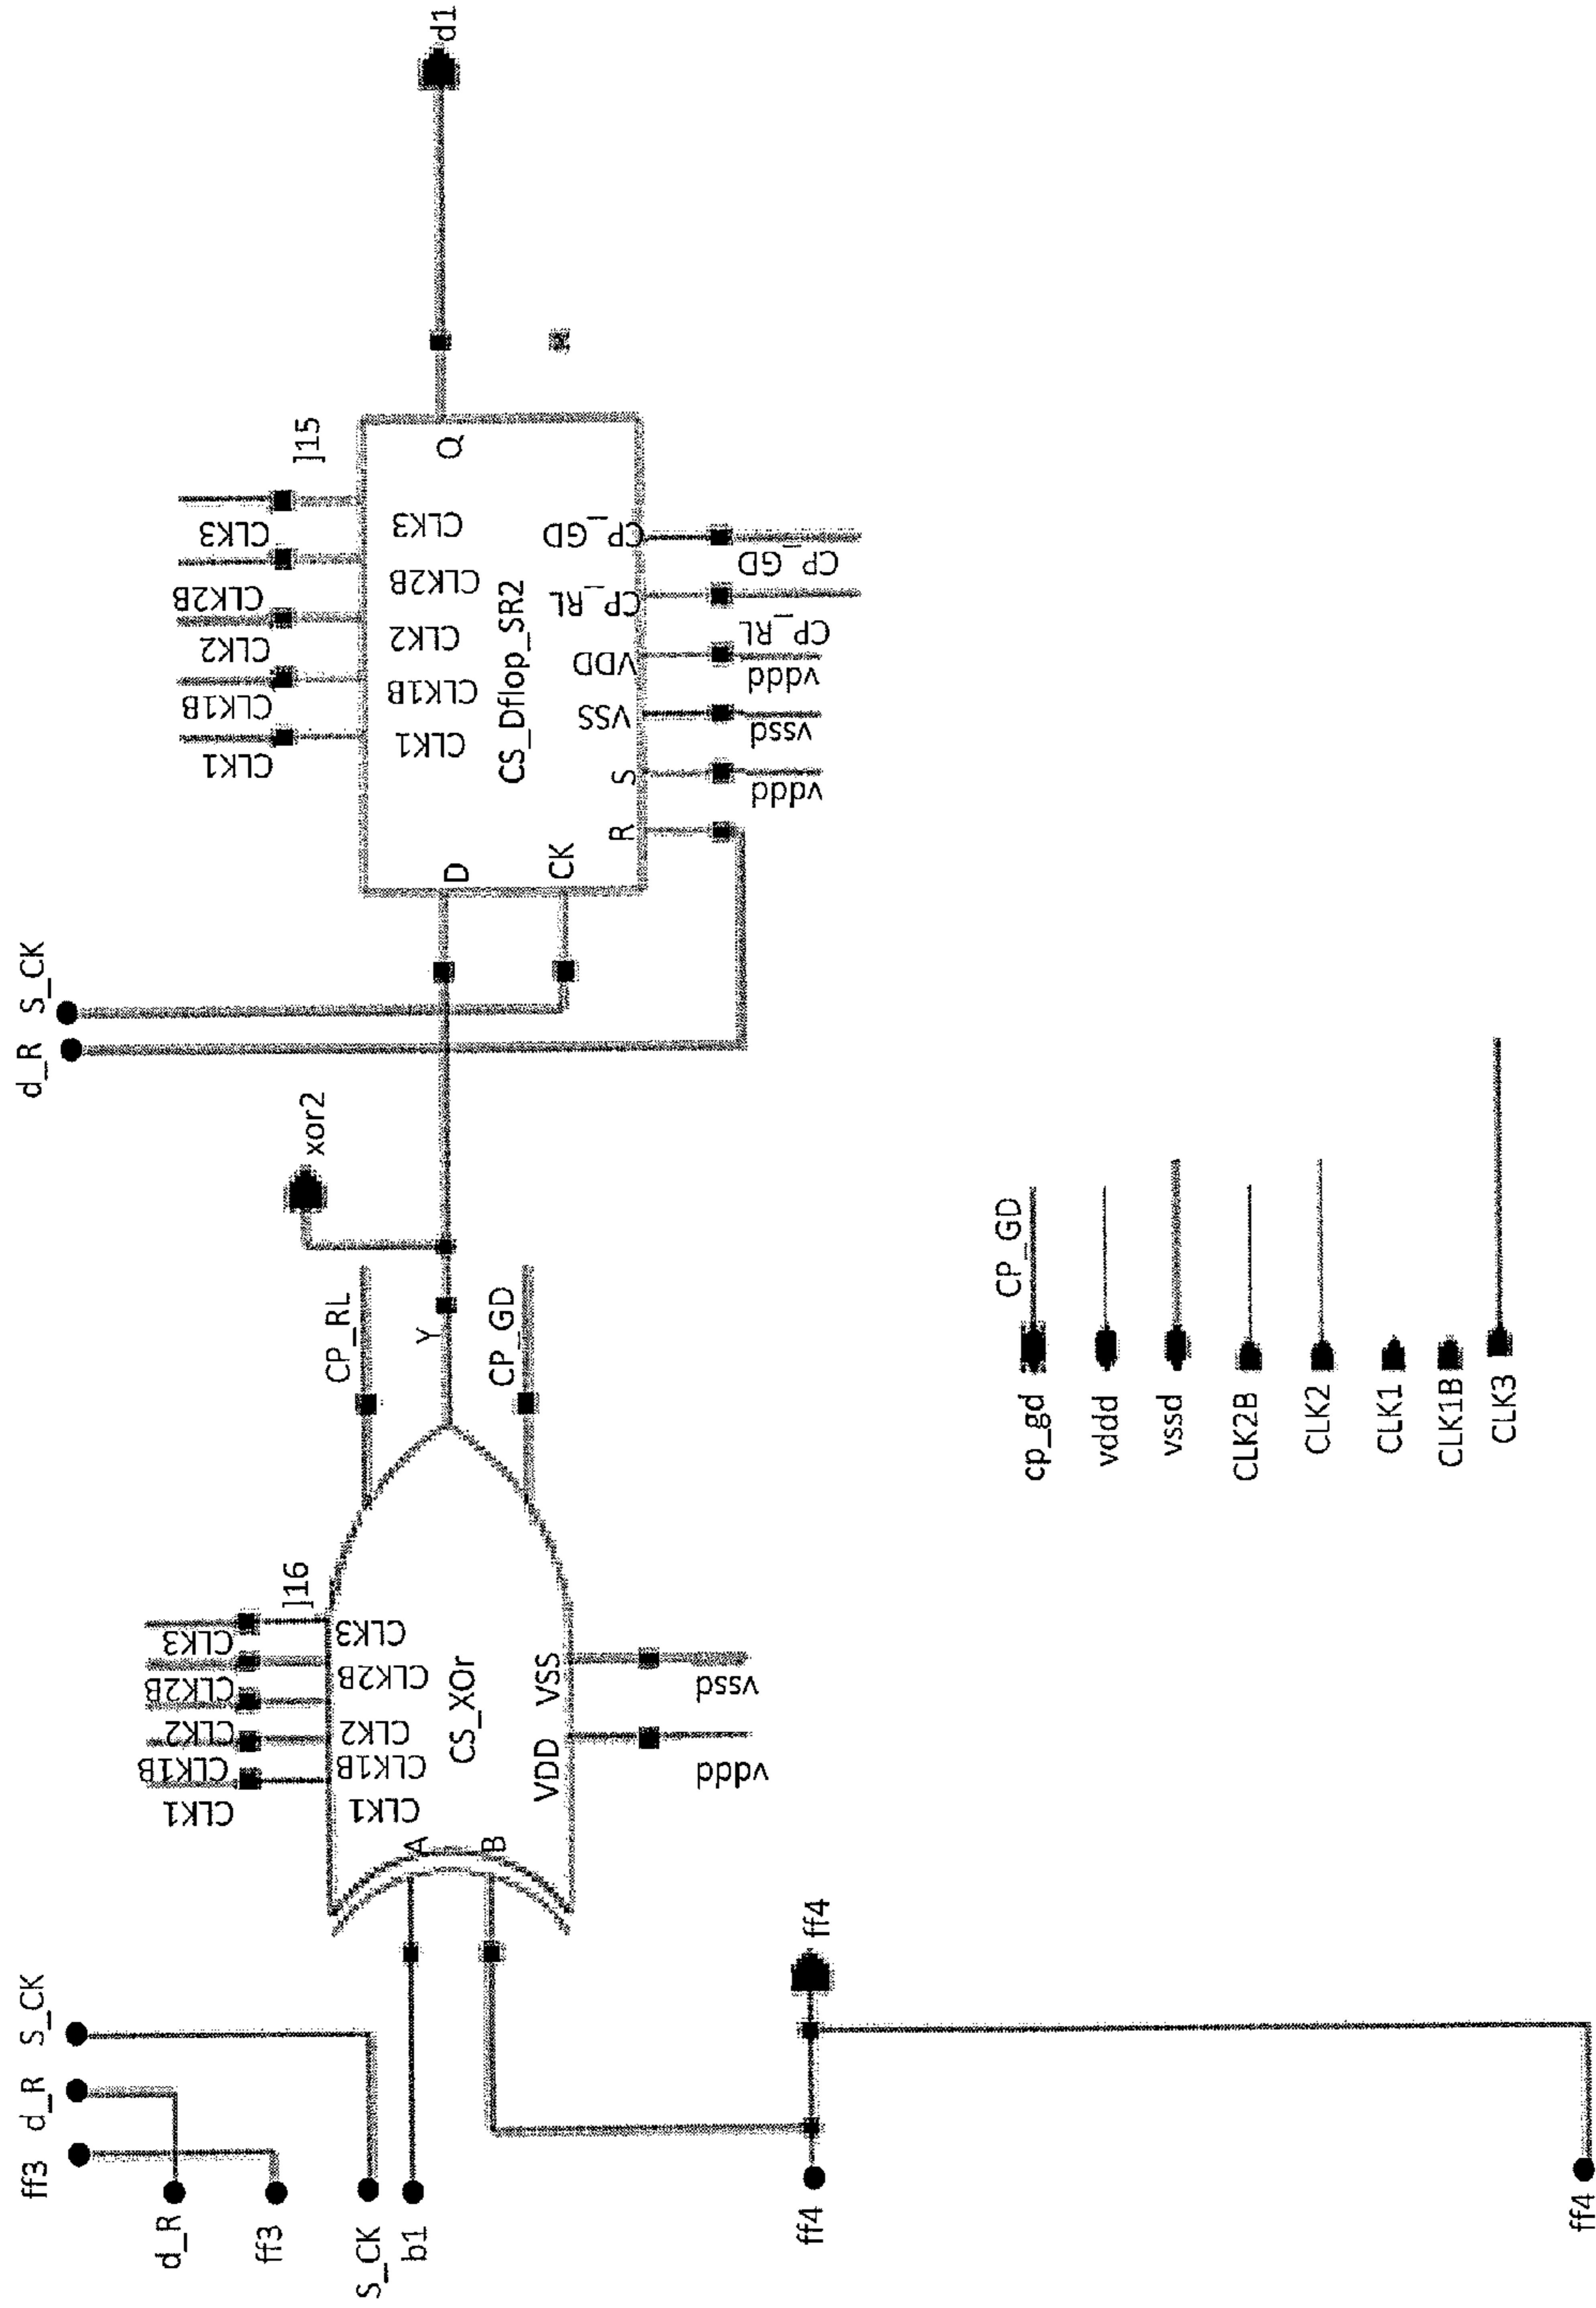 d1
]15
CLK3
CLK2B
CLK2
CLK1B
CLK1
Q
CLK3
CLK2B
CLK2
CLK1B
CLK1
CS_Dflop_SR2
CP_GD
CP_RL
VDD
VSS
S
R
D
CK
CP_GD
CP_RL
vddd
vssd
vddd
S_CK
d_R
xor2
CP_RL
Y
CP_GD
]16
CLK3
CLK2B
CLK2
CLK1B
CLK1
CLK3
CLK2B
CLK2
CLK1B
CLK1
CS_XOr
VSS
VDD
A
B
vssd
vddd
S_CK
d_R
ff3
d_R
ff3
S_CK
b1
ff4
ff4
ff4
CP_GD
cp_gd
vddd
vssd
CLK2B
CLK2
CLK1
CLK1B
CLK3